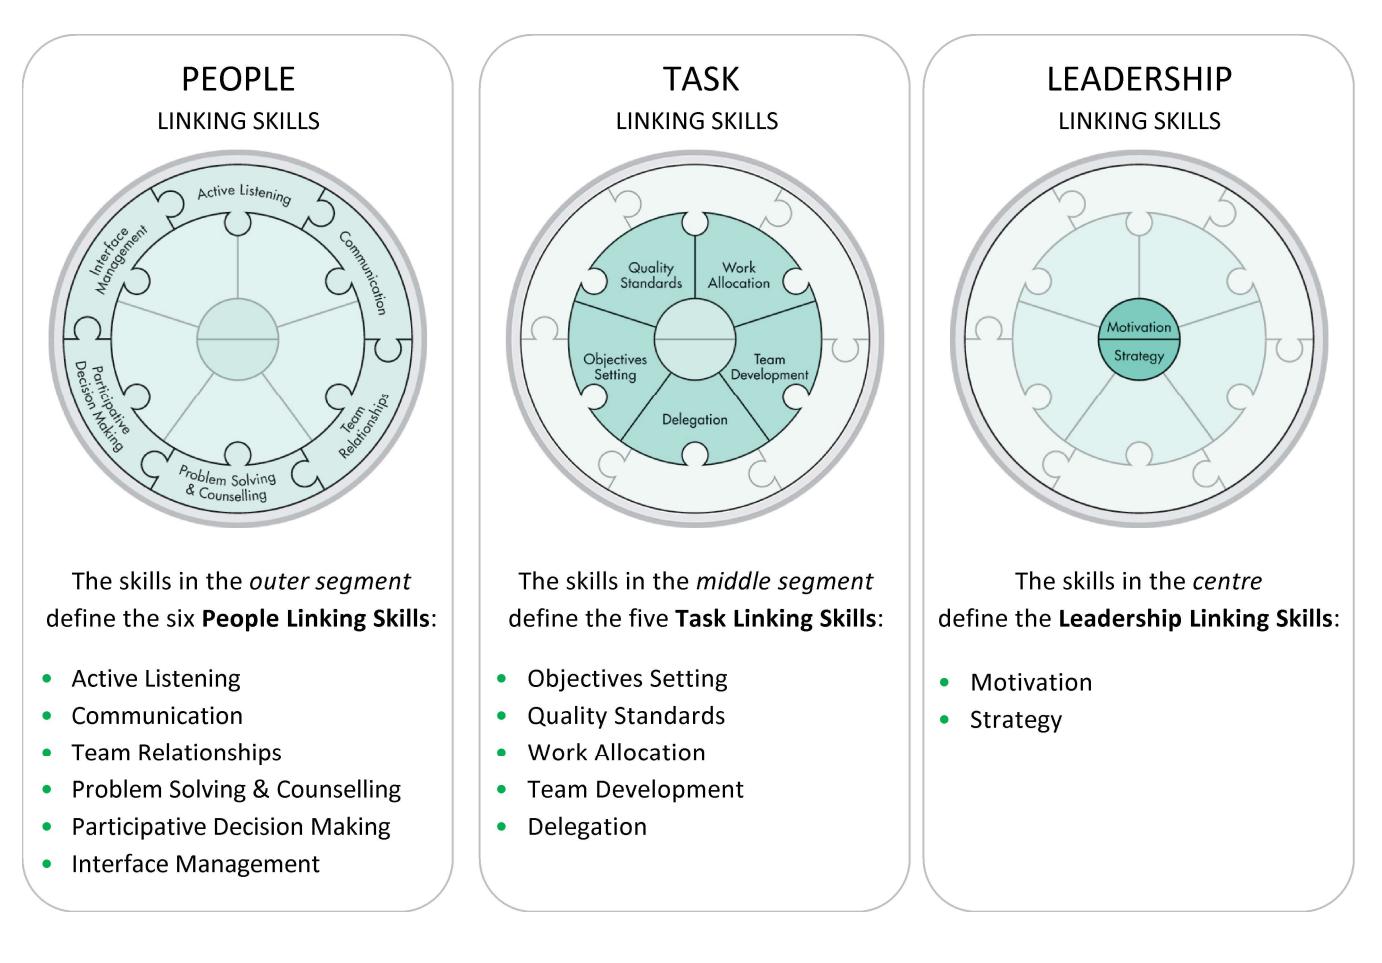 PEOPLE
LINKING SKILLS
Active Listening
Communication
Team
Relationships
Problem Solving
& Counselling
Participative
Decision Making
Interface
Management
The skills in the outer segment
define the six People Linking Skills:
• Active Listening
• Communication
• Team Relationships
• Problem Solving & Counselling
• Participative Decision Making
• Interface Management
TASK
LINKING SKILLS
Quality
Standards
Work
Allocation
Objectives
Setting
Team
Development
Delegation
The skills in the middle segment
define the five Task Linking Skills:
• Objectives Setting
• Quality Standards
• Work Allocation
• Team Development
• Delegation
LEADERSHIP
LINKING SKILLS
Motivation
Strategy
The skills in the centre
define the Leadership Linking Skills:
• Motivation
• Strategy